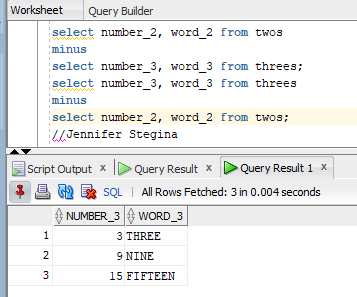 Worksheet Query Builder
select number_2, word_2 from twos
minus
select number_3, word_3 from threes;
select number_3, word_3 from threes
minus
select number_2, word_2 from twos;
//Jennifer Stegina
Script Output x Query Result x Query Result 1 x
SQL | All Rows Fetched: 3 in 0.004 seconds
NUMBER_3 WORD_3
1 3 THREE
2 9 NINE
3 15 FIFTEEN